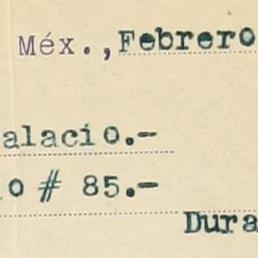 Méx., Febrero
alacio.-
o # 85.-
Dura